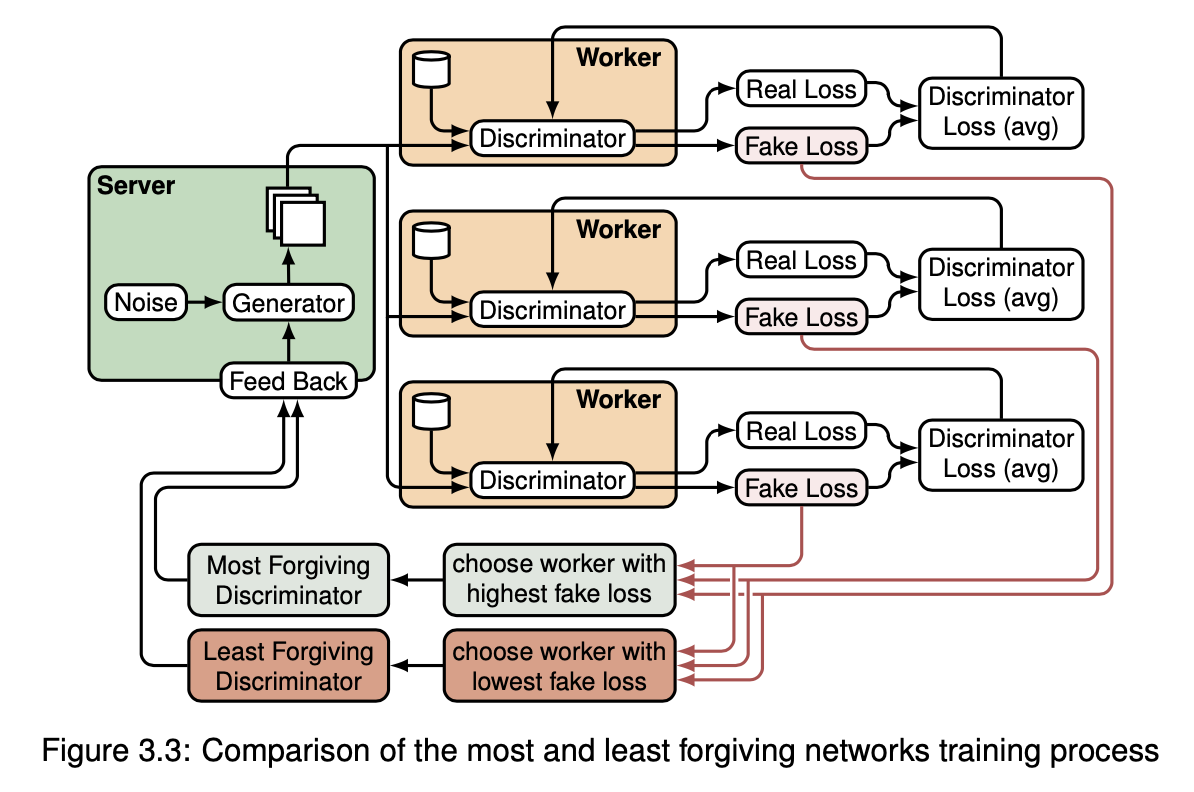 Worker
Discriminator
Real Loss
Fake Loss
Discriminator
Loss (avg)
Server
Noise
Generator
Feed Back
Worker
Discriminator
Real Loss
Fake Loss
Discriminator
Loss (avg)
Worker
Discriminator
Real Loss
Fake Loss
Discriminator
Loss (avg)
Most Forgiving
Discriminator
choose worker with
highest fake loss
Least Forgiving
Discriminator
choose worker with
lowest fake loss
Figure 3.3: Comparison of the most and least forgiving networks training process